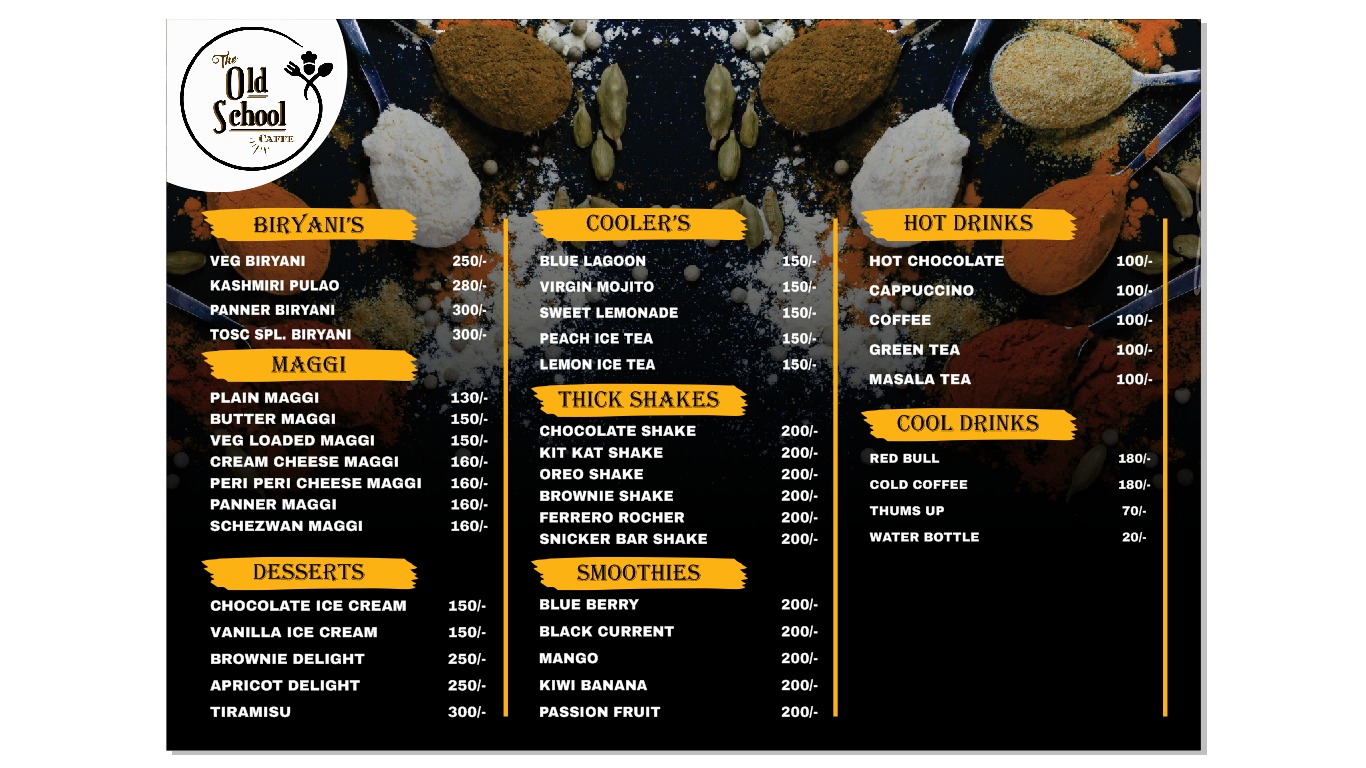 The
Old
School
CAFFE
BIRYANI'S
VEG BIRYANI 250/-
KASHMIRI PULAO 280/-
PANNER BIRYANI 300/-
TOSC SPL. BIRYANI 300/-
MAGGI
PLAIN MAGGI 130/-
BUTTER MAGGI 150/-
VEG LOADED MAGGI 150/-
CREAM CHEESE MAGGI 160/-
PERI PERI CHEESE MAGGI 160/-
PANNER MAGGI 160/-
SCHEZWAN MAGGI 160/-
DESSERTS
CHOCOLATE ICE CREAM 150/-
VANILLA ICE CREAM 150/-
BROWNIE DELIGHT 250/-
APRICOT DELIGHT 250/-
TIRAMISU 300/-
COOLER'S
BLUE LAGOON 150/-
VIRGIN MOJITO 150/-
SWEET LEMONADE 150/-
PEACH ICE TEA 150/-
LEMON ICE TEA 150/-
THICK SHAKES
CHOCOLATE SHAKE 200/-
KIT KAT SHAKE 200/-
OREO SHAKE 200/-
BROWNIE SHAKE 200/-
FERRERO ROCHER 200/-
SNICKER BAR SHAKE 200/-
SMOOTHIES
BLUE BERRY 200/-
BLACK CURRENT 200/-
MANGO 200/-
KIWI BANANA 200/-
PASSION FRUIT 200/-
HOT DRINKS
HOT CHOCOLATE 100/-
CAPPUCCINO 100/-
COFFEE 100/-
GREEN TEA 100/-
MASALA TEA 100/-
COOL DRINKS
RED BULL 180/-
COLD COFFEE 180/-
THUMS UP 70/-
WATER BOTTLE 20/-